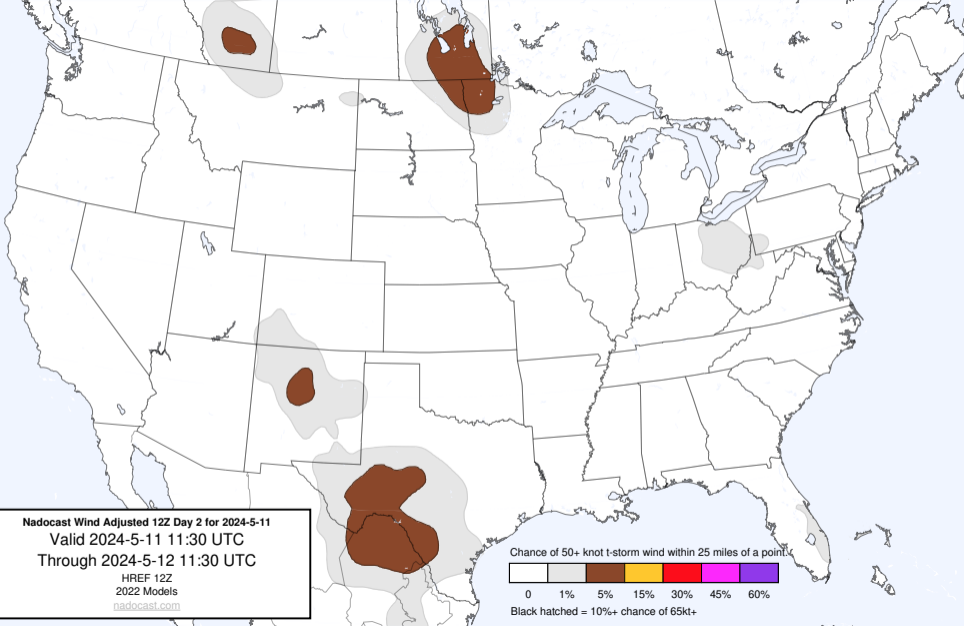 Nadocast Wind Adjusted 12Z Day 2 for 2024-5-11
Valid 2024-5-11 11:30 UTC
Through 2024-5-12 11:30 UTC
HREF 12Z
2022 Models
nadocast.com
Chance of 50+ knot t-storm wind within 25 miles of a point.
0 1% 5% 15% 30% 45% 60%
Black hatched = 10%+ chance of 65kt+